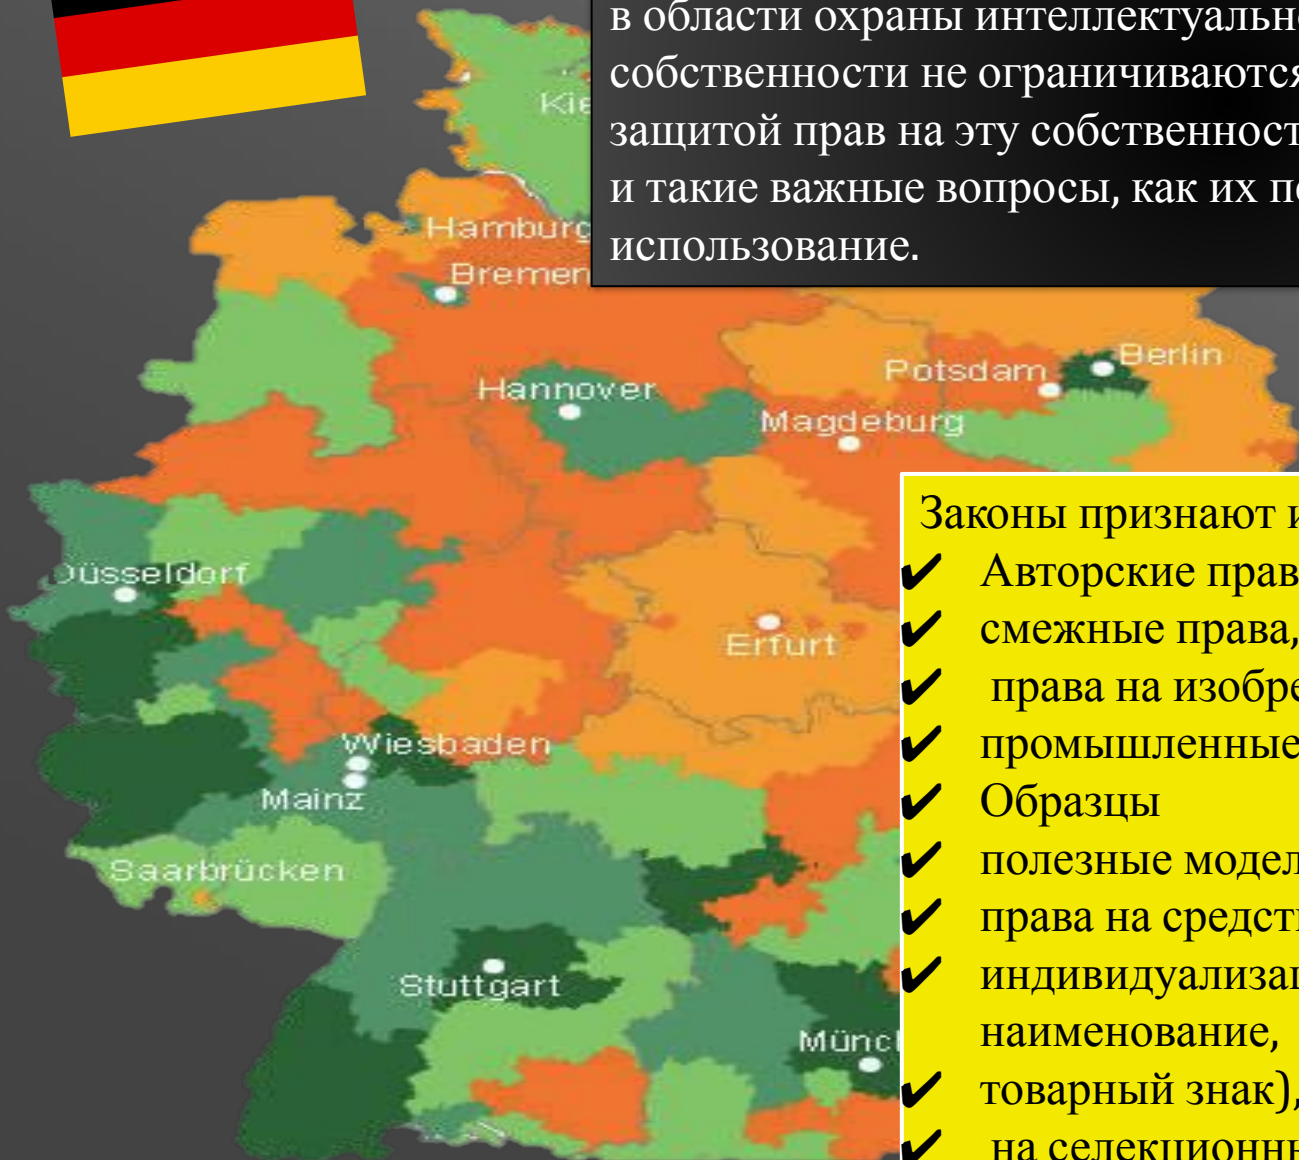 в области охраны интеллектуальн
собственности не ограничиваются
защитой прав на эту собственност
и такие важные вопросы, как их
использование.
Kie
Hamburg
Bremen
Hannover
Potsdam
Berlin
Magdeburg
Düsseldorf
Erfurt
Wiesbaden
Mainz
Saarbrücken
Stuttgart
Münch
Законы признают
✔ Авторские прав
✔ смежные права,
✔ права на изобре
✔ промышленные
✔ Образцы
✔ полезные модел
✔ права на средст
✔ индивидуализац
наименование,
✔ товарный знак),
✔ на селекционн